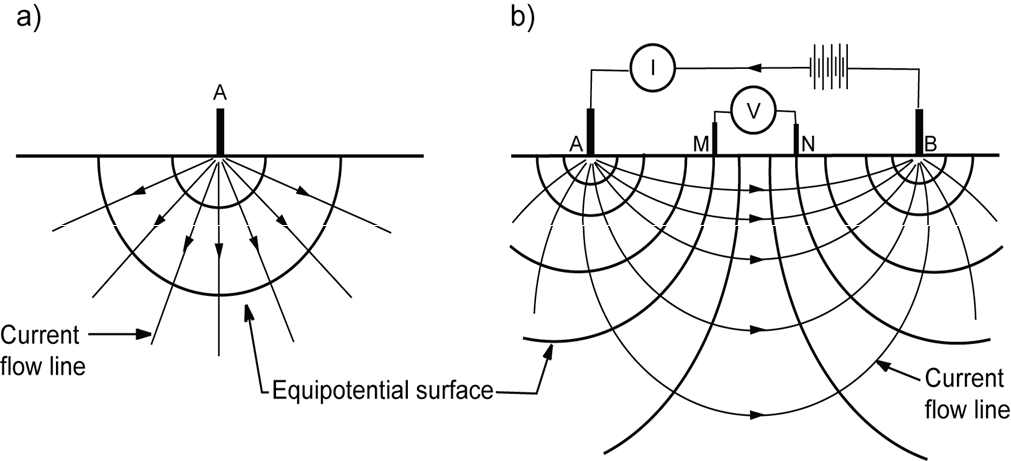 a)
A
Current
flow line
Equipotential surface
b)
I
V
A
M
N
B
Current
flow line